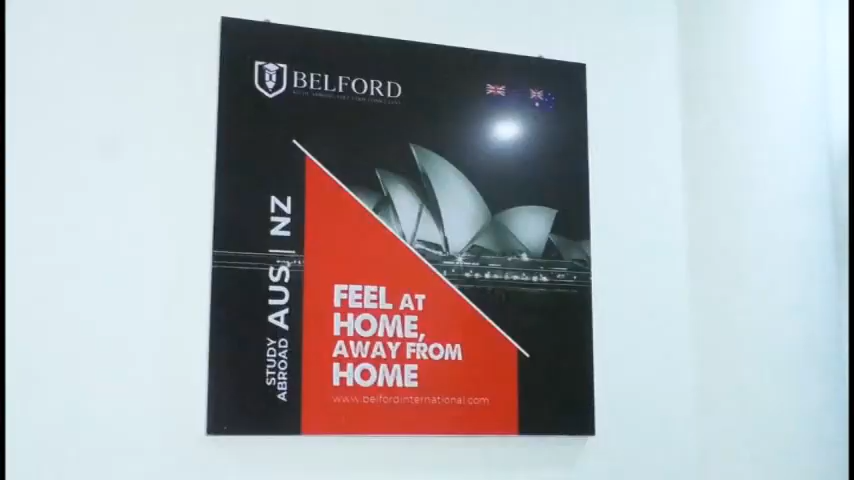 BELFORD
STUDY
ABROAD
AUS | NZ
FEEL AT
HOME,
AWAY FROM
HOME
www.belfordinternational.com